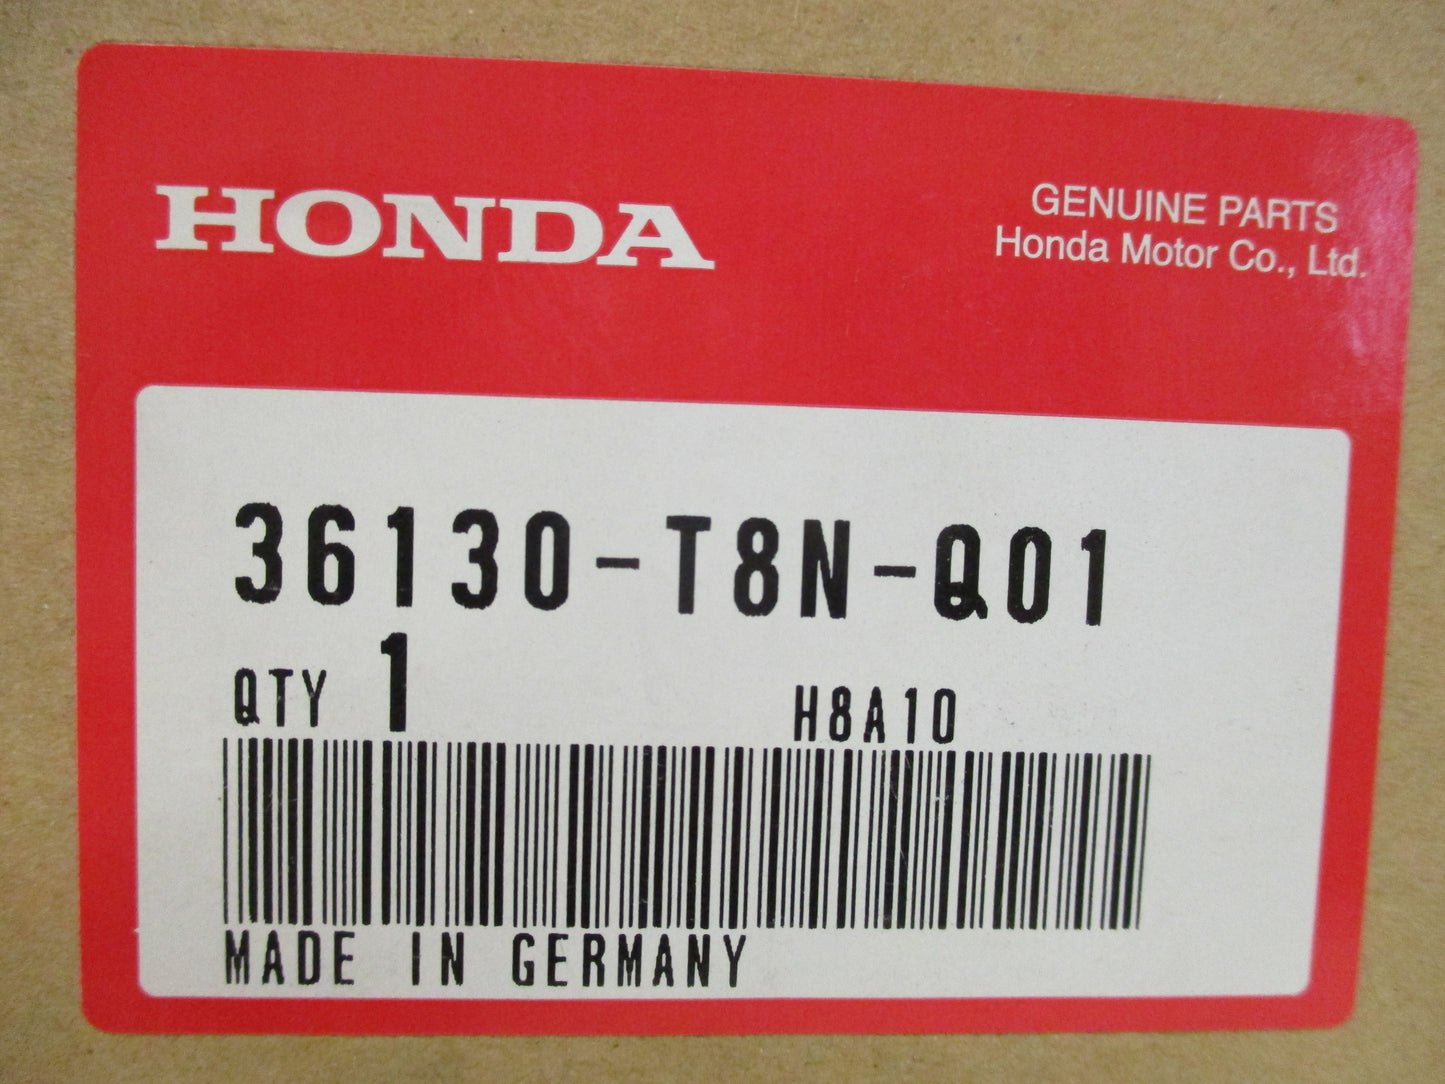 HONDA
GENUINE PARTS
Honda Motor Co., Ltd.
36130-T8N-Q01
QTY 1 H8A10
MADE IN GERMANY